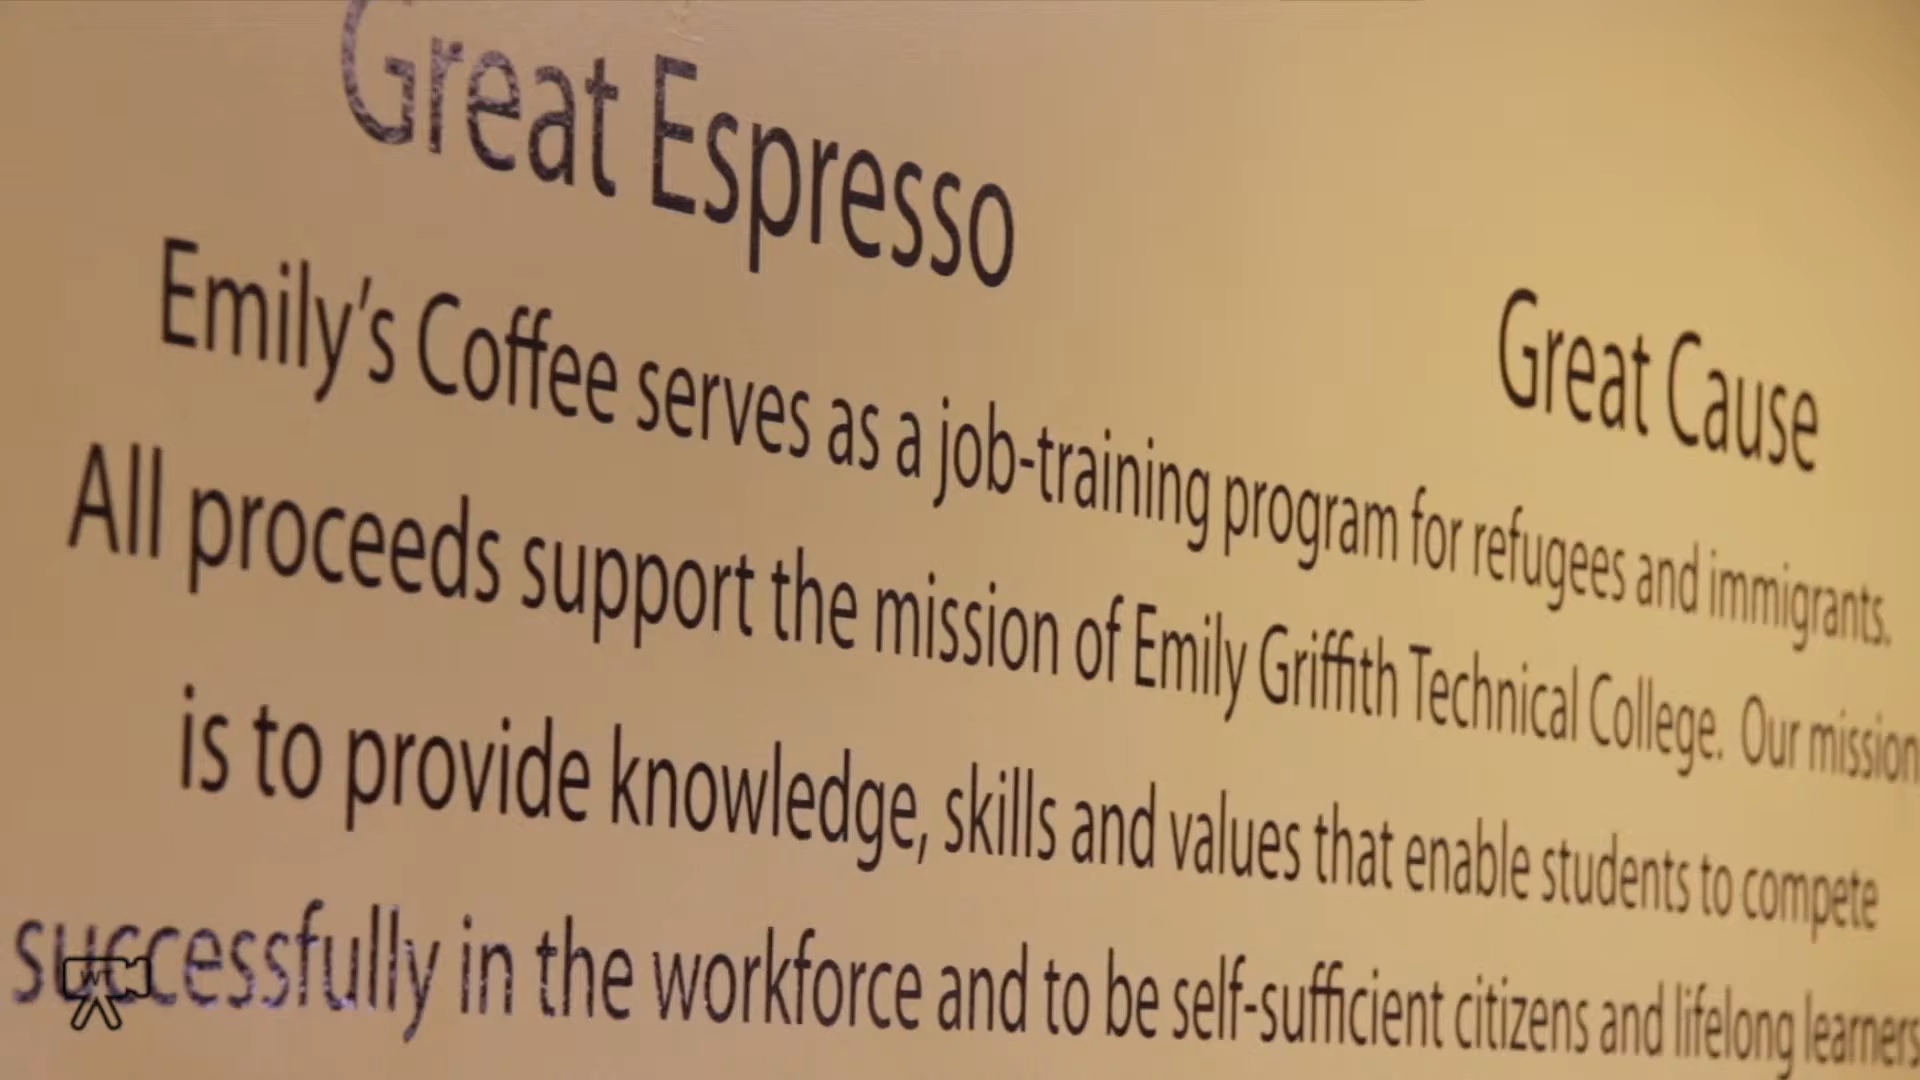 Great Espresso
Great Cause
Emily's Coffee serves as a job-training program for refugees and immigrants.
All proceeds support the mission of Emily Griffith Technical College. Our mission
is to provide knowledge, skills and values that enable students to compete
successfully in the workforce and to be self-sufficient citizens and lifelong learners
WT